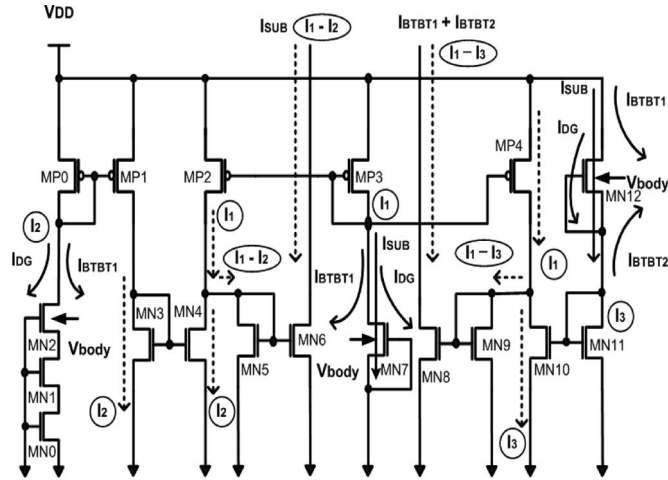 VDD
ISUB I1 - I2
IBTBT1 + IBTBT2
I1 – I3
ISUB
IBTBT1
IDG
MP0
MP1
MP2
MP3
MP4
Vbody
MN12
I2
I1
I1
ISUB
IDG
IBTBT1
I1 - I2
IBTBT1
IDG
I1 – I3
I1
IBTBT2
MN3
MN4
I3
MN2
Vbody
MN5
MN6
Vbody
MN7
MN8
MN9
MN10
MN11
MN1
I2
I2
I3
MN0